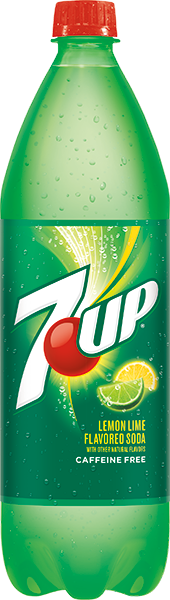 7UP
LEMON LIME
FLAVORED SODA
WITH OTHER NATURAL FLAVORS
CAFFEINE FREE